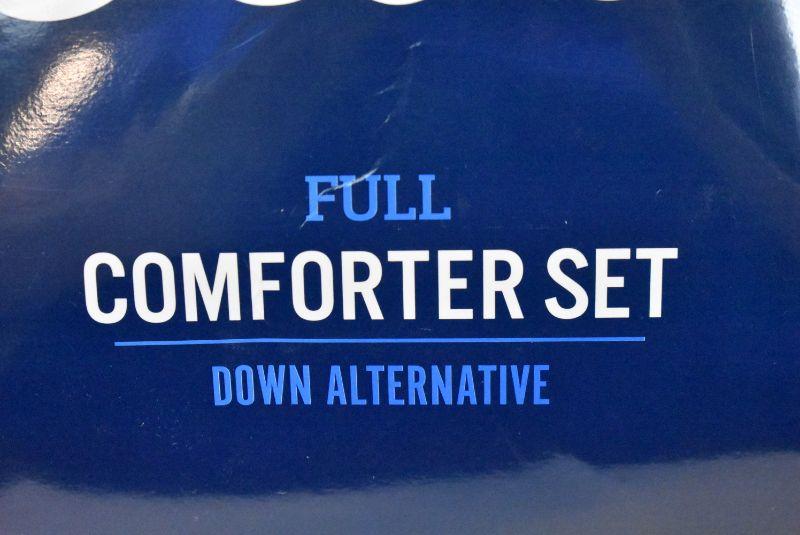 FULL
COMFORTER SET
DOWN ALTERNATIVE